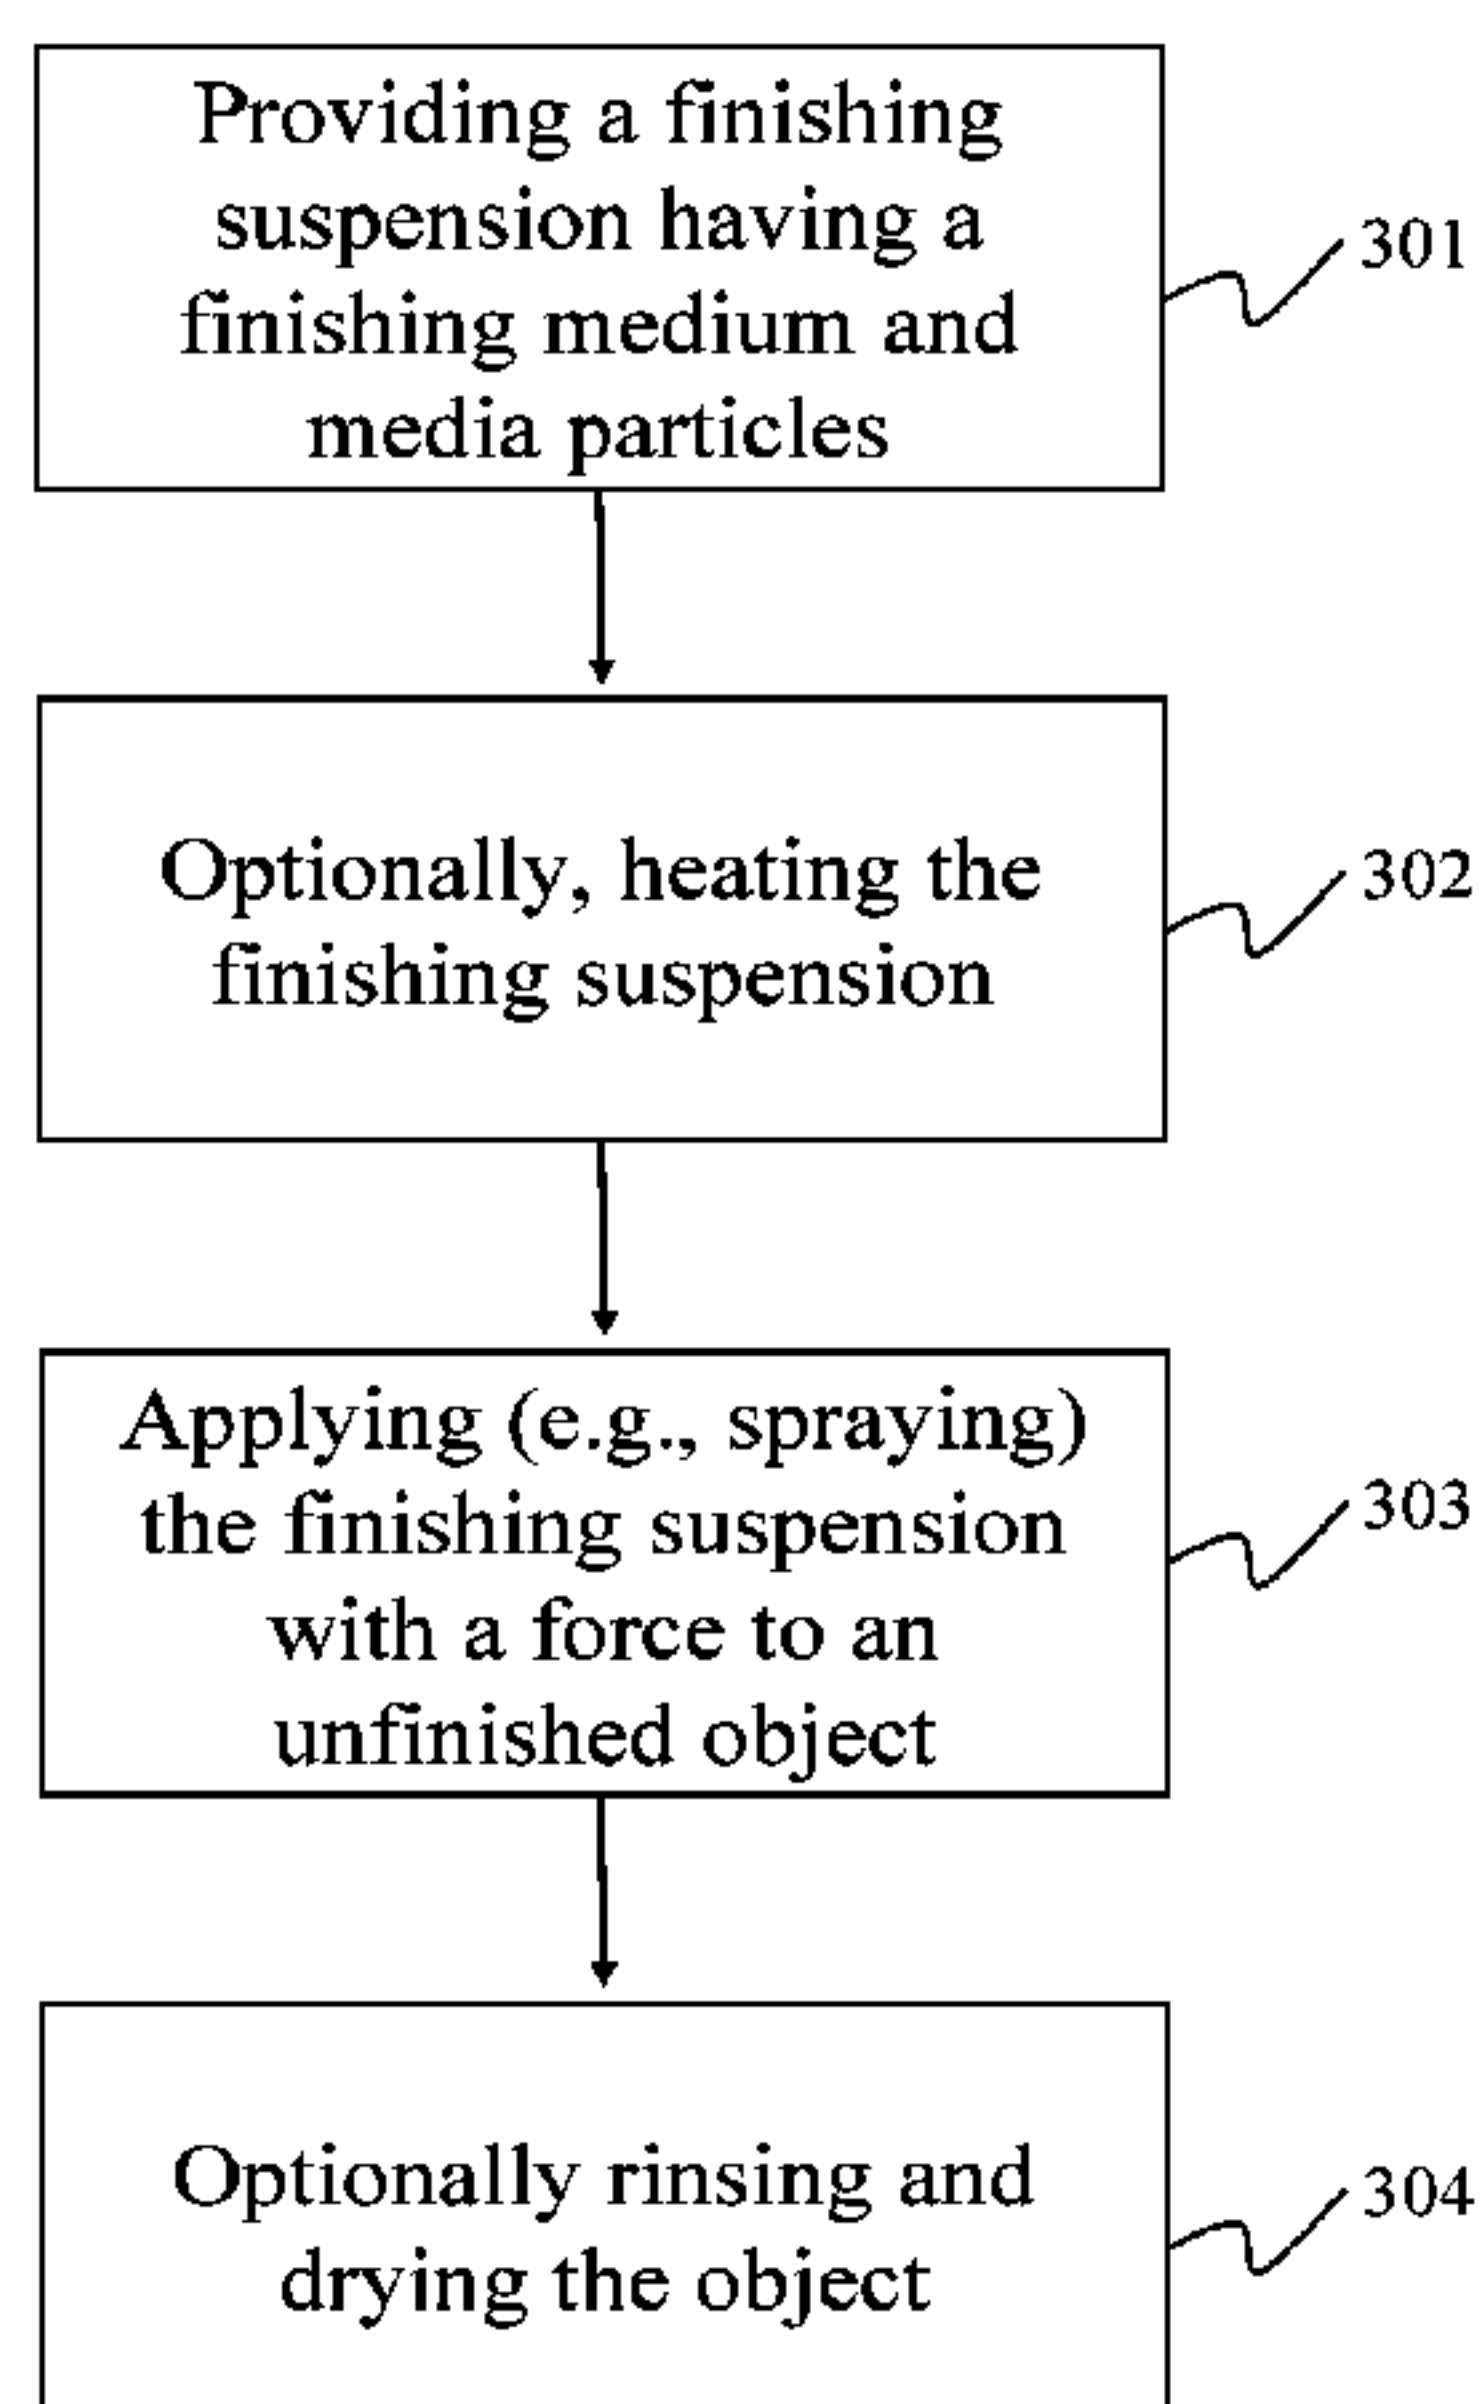 Providing a finishing
suspension having a
finishing medium and
media particles
301
Optionally, heating the
finishing suspension
302
Applying (e.g., spraying)
the finishing suspension
with a force to an
unfinished object
303
Optionally rinsing and
drying the object
304